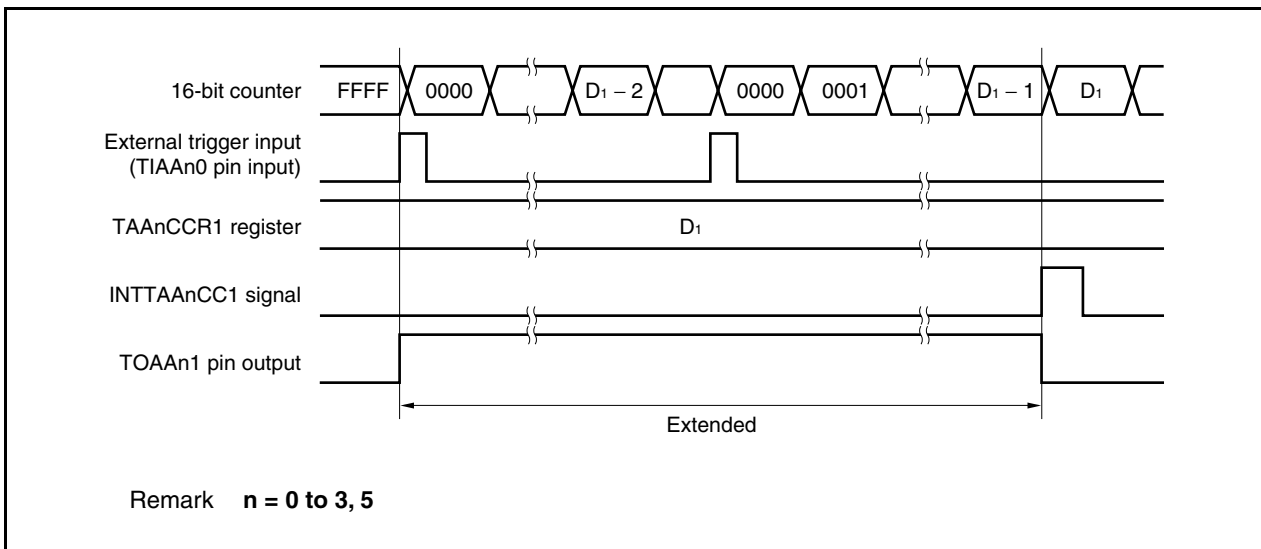 16-bit counter FFFF 0000 D1 − 2 0000 0001 D1 − 1 D1
External trigger input
(TIAAn0 pin input)
TAAnCCR1 register D1
INTTAAnCC1 signal
TOAAn1 pin output
Extended
Remark n = 0 to 3, 5